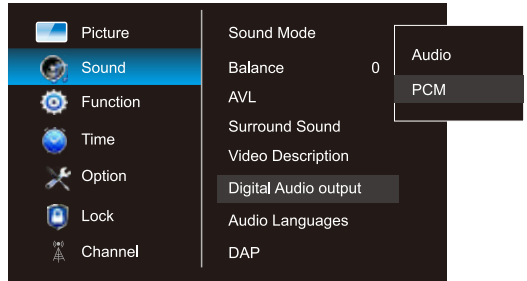 Picture
Sound
Function
Time
Option
Lock
Channel
Sound Mode
Balance 0
AVL
Surround Sound
Video Description
Digital Audio output
Audio Languages
DAP
Audio
PCM